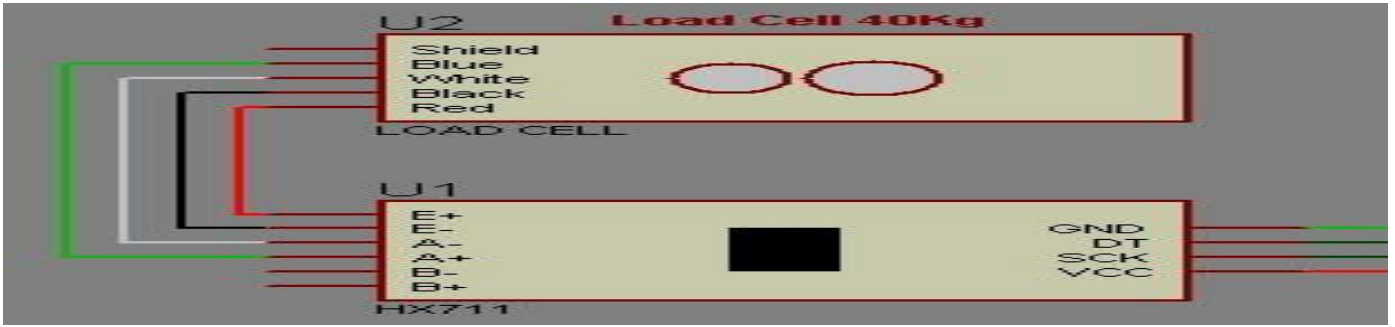 U2 Load Cell 40Kg
Shield
Blue
White
Black
Red
LOAD CELL
U1
E+
E-
A-
A+
B-
B+
GND
DT
SCK
VCC
HX711